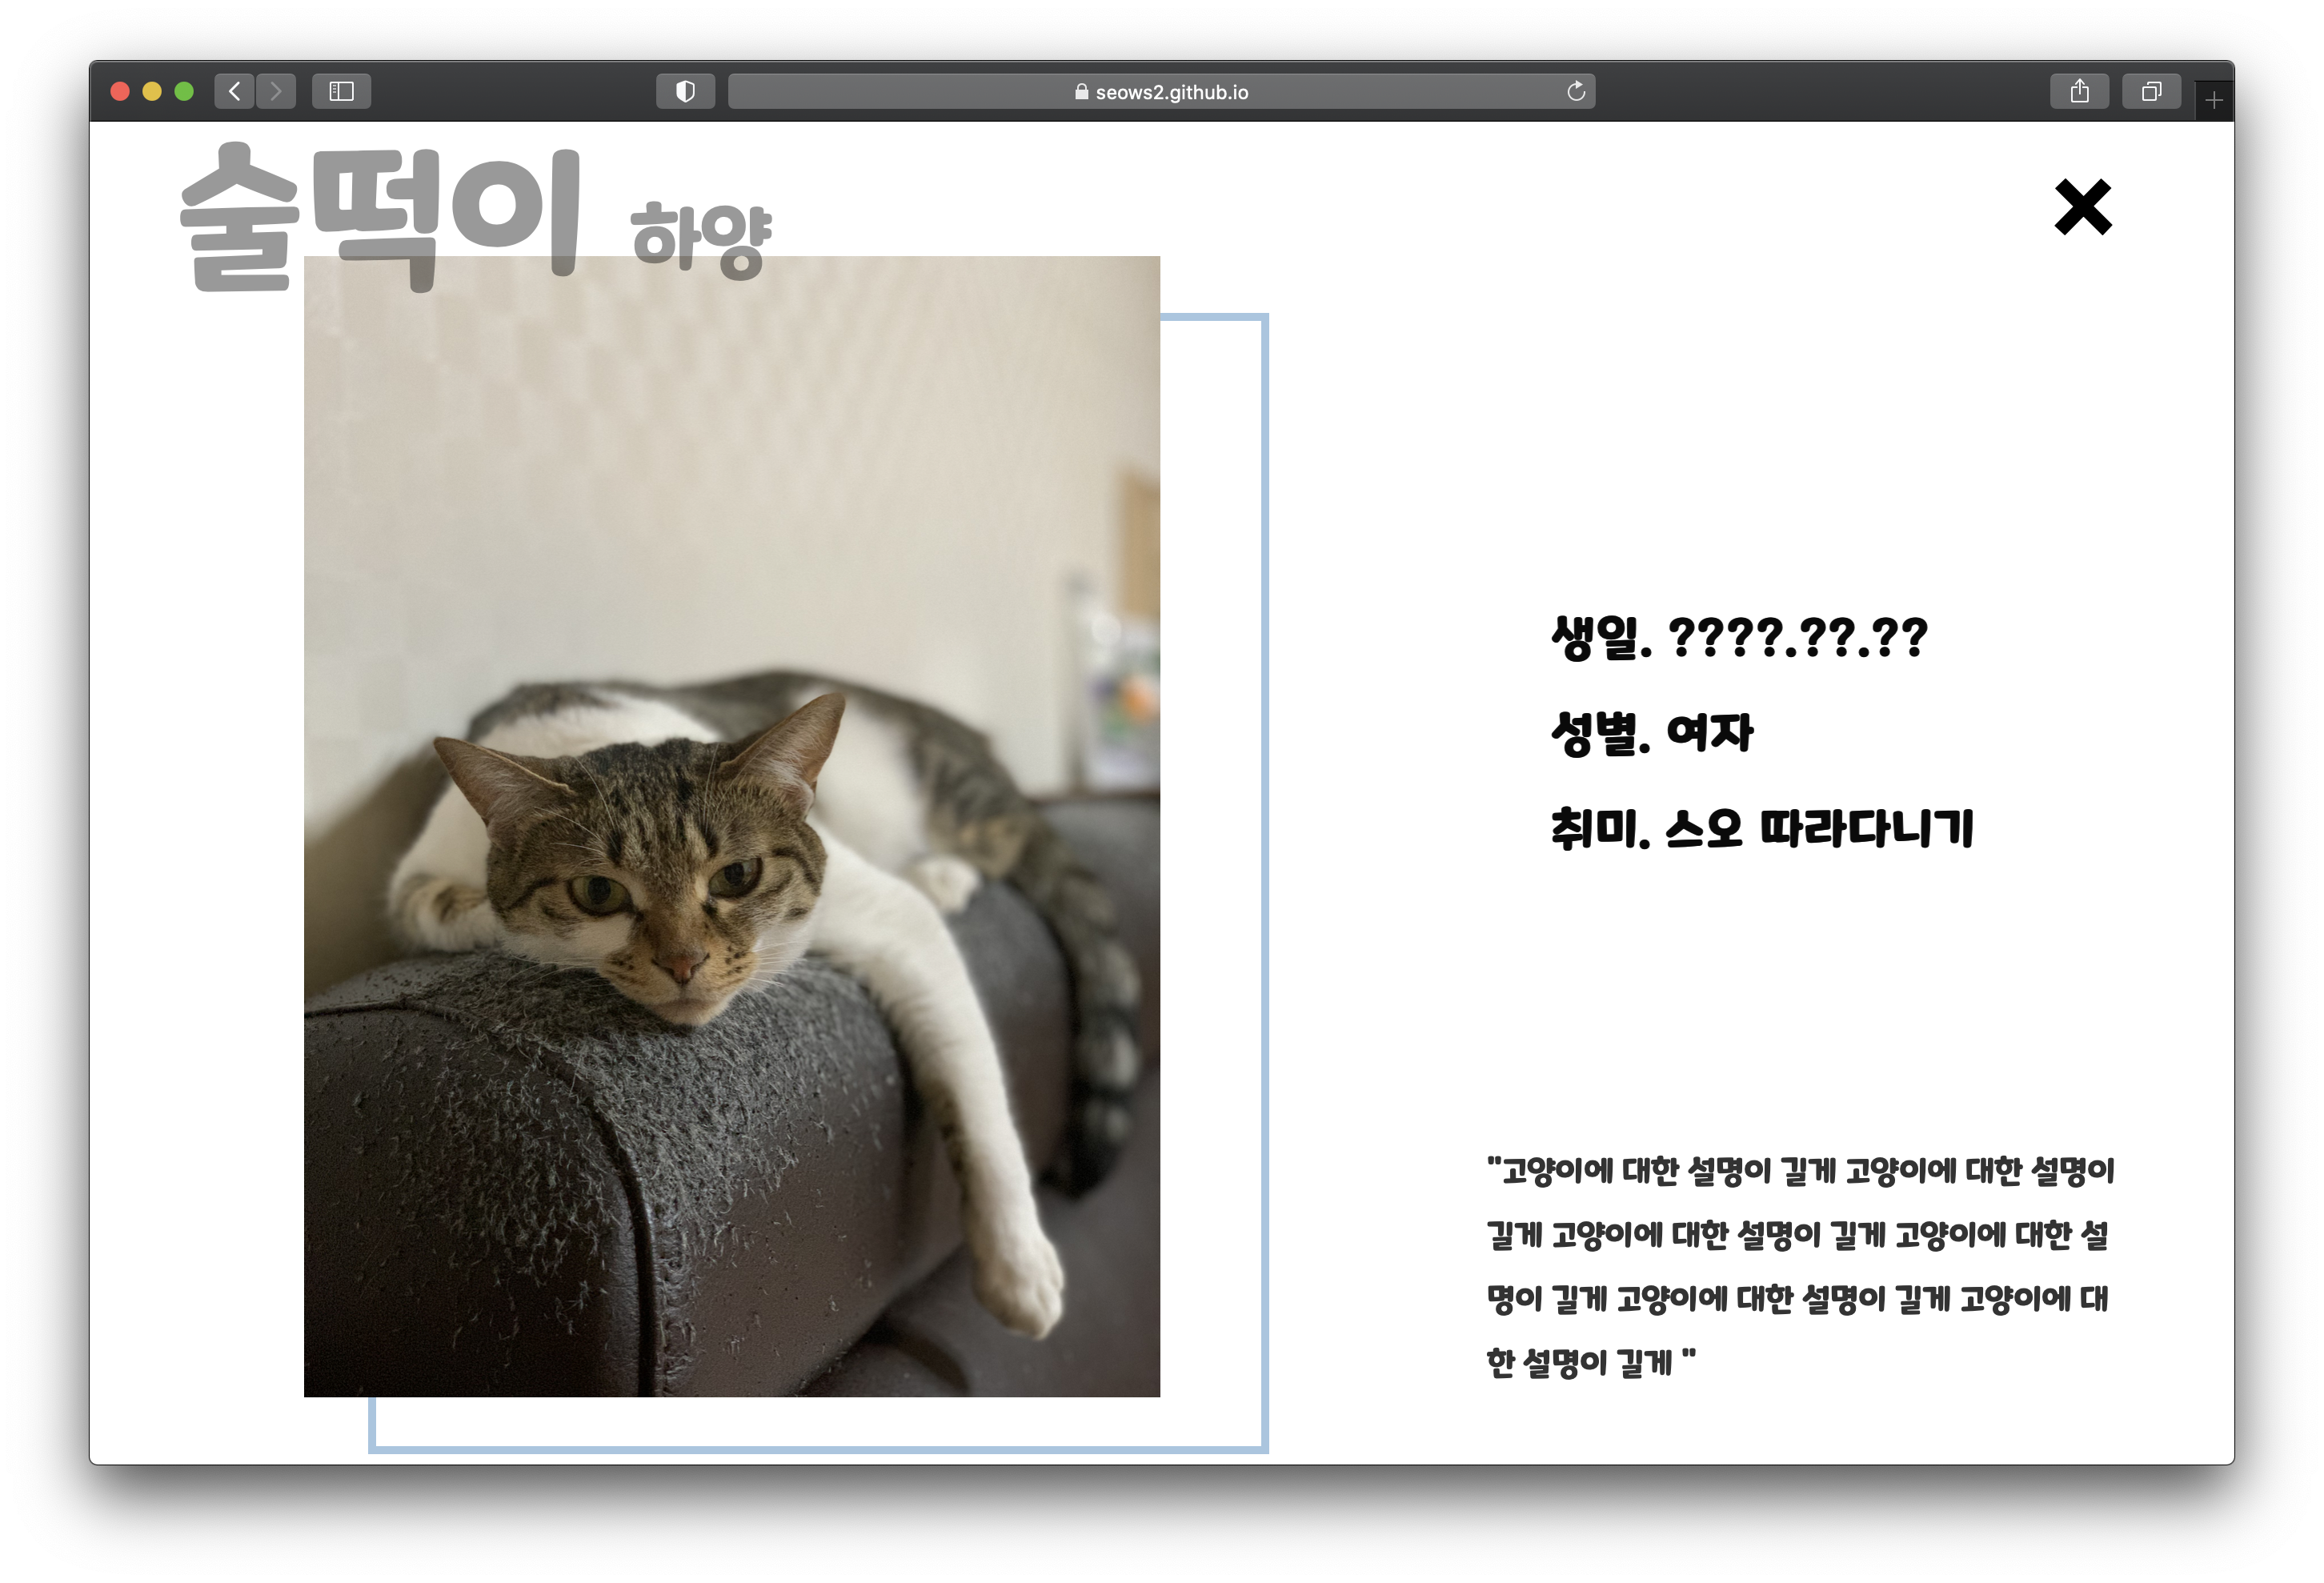 seows2.github.io
술떡이 하양
생일. ????.??.??
성별. 여자
취미. 스오 따라다니기
"고양이에 대한 설명이 길게 고양이에 대한 설명이
길게 고양이에 대한 설명이 길게 고양이에 대한 설
명이 길게 고양이에 대한 설명이 길게 고양이에 대
한 설명이 길게 "